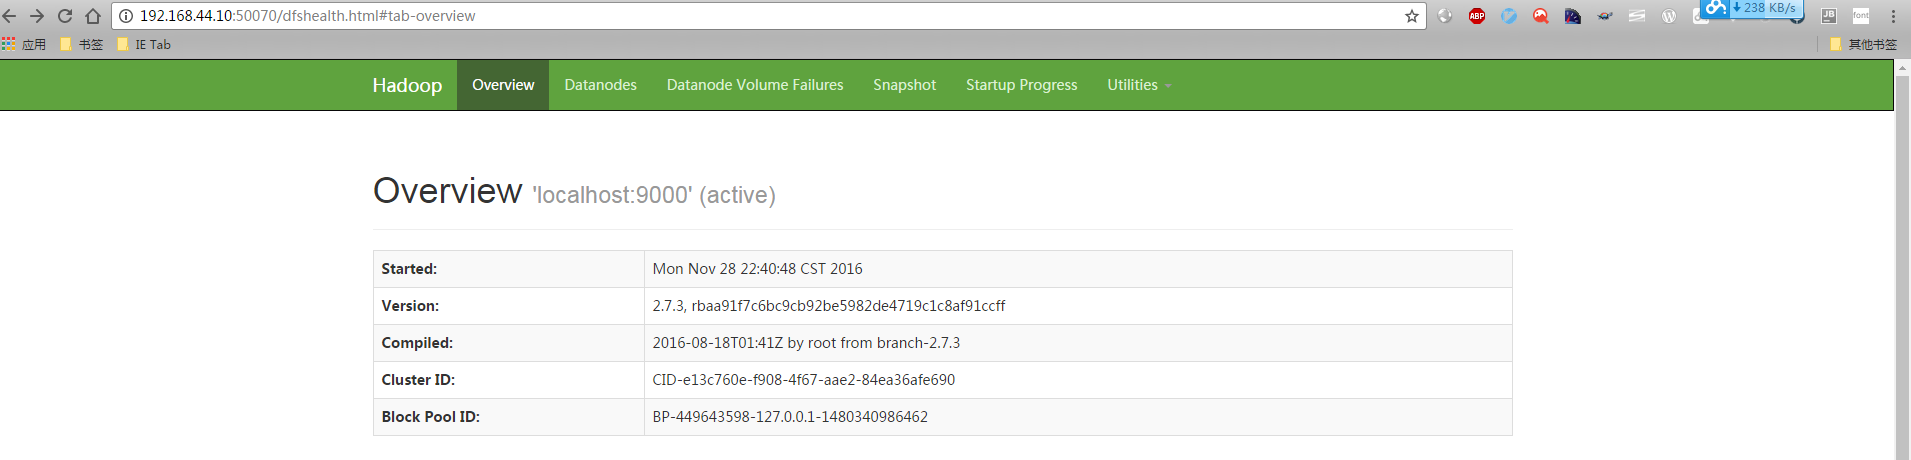 192.168.44.10:50070/dfshealth.html#tab-overview
ABP
238 KB/s
JB
font
应用 书签 IE Tab 其他书签
Hadoop Overview Datanodes Datanode Volume Failures Snapshot Startup Progress Utilities
Overview 'localhost:9000' (active)
Started: Mon Nov 28 22:40:48 CST 2016
Version: 2.7.3, rbaa91f7c6bc9cb92be5982de4719c1c8af91ccff
Compiled: 2016-08-18T01:41Z by root from branch-2.7.3
Cluster ID: CID-e13c760e-f908-4f67-aae2-84ea36afe690
Block Pool ID: BP-449643598-127.0.0.1-1480340986462